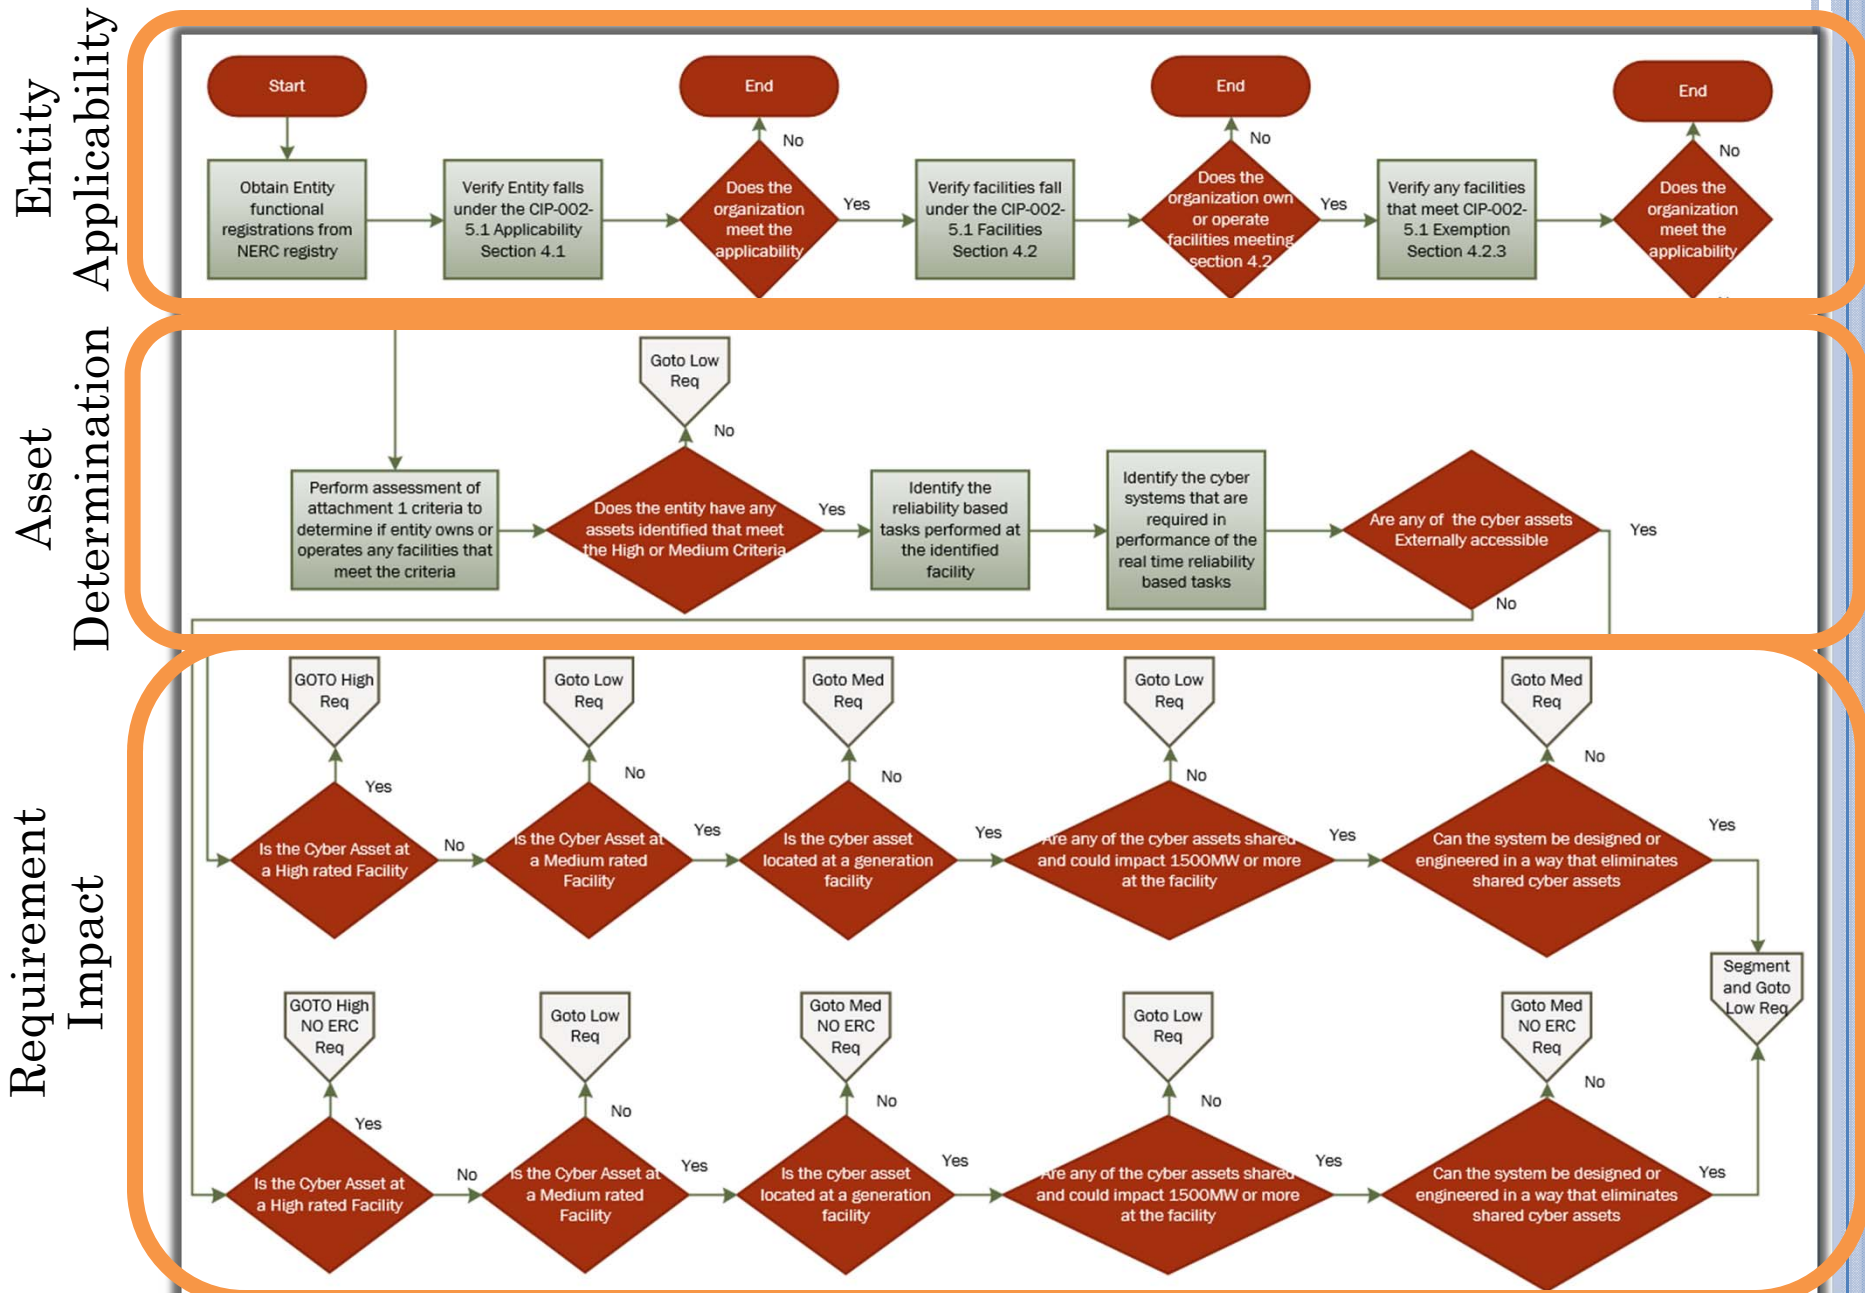 Entity
Applicability
Start
End
End
End
No
No
No
Obtain Entity
functional
registrations from
NERC registry
Verify Entity falls
under the CIP-002-
5.1 Applicability
Section 4.1
Does the
organization
meet the
applicability
Yes
Verify facilities fall
under the CIP-002-
5.1 Facilities
Section 4.2
Does the
organization own
or operate
facilities meeting
section 4.2
Yes
Verify any facilities
that meet CIP-002-
5.1 Exemption
Section 4.2.3
Does the
organization
meet the
applicability
Asset
Determination
Goto Low
Req
No
Perform assessment of
attachment 1 criteria to
determine if entity owns or
operates any facilities that
meet the criteria
Does the entity have any
assets identified that meet
the High or Medium Criteria
Yes
Identify the
reliability based
tasks performed at
the identified
facility
Identify the cyber
systems that are
required in
performance of the
real time reliability
based tasks
Are any of the cyber assets
Externally accessible
Yes
No
Requirement
Impact
GOTO High
Req
Goto Low
Req
Goto Med
Req
Goto Low
Req
Goto Med
Req
Yes
No
No
No
No
Is the Cyber Asset at
a High rated Facility
No
Is the Cyber Asset at
a Medium rated
Facility
Yes
Is the cyber asset
located at a generation
facility
Yes
Are any of the cyber assets shared
and could impact 1500MW or more
at the facility
Yes
Can the system be designed or
engineered in a way that eliminates
shared cyber assets
Yes
Segment
and Goto
Low Req
GOTO High
NO ERC
Req
Goto Low
Req
Goto Med
NO ERC
Req
Goto Low
Req
Goto Med
NO ERC
Req
Yes
No
No
No
No
Is the Cyber Asset at
a High rated Facility
No
Is the Cyber Asset at
a Medium rated
Facility
Yes
Is the cyber asset
located at a generation
facility
Yes
Are any of the cyber assets shared
and could impact 1500MW or more
at the facility
Yes
Can the system be designed or
engineered in a way that eliminates
shared cyber assets
Yes